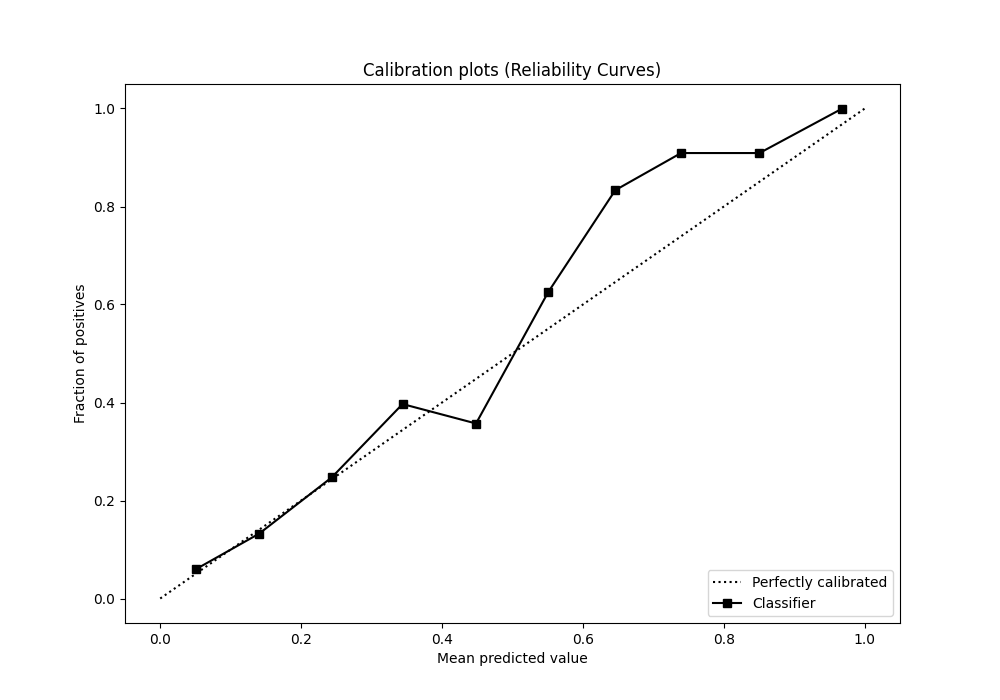 Calibration plots (Reliability Curves)
1.0
0.8
0.6
0.4
0.2
0.0
Fraction of positives
0.0 0.2 0.4 0.6 0.8 1.0
Mean predicted value
Perfectly calibrated
Classifier